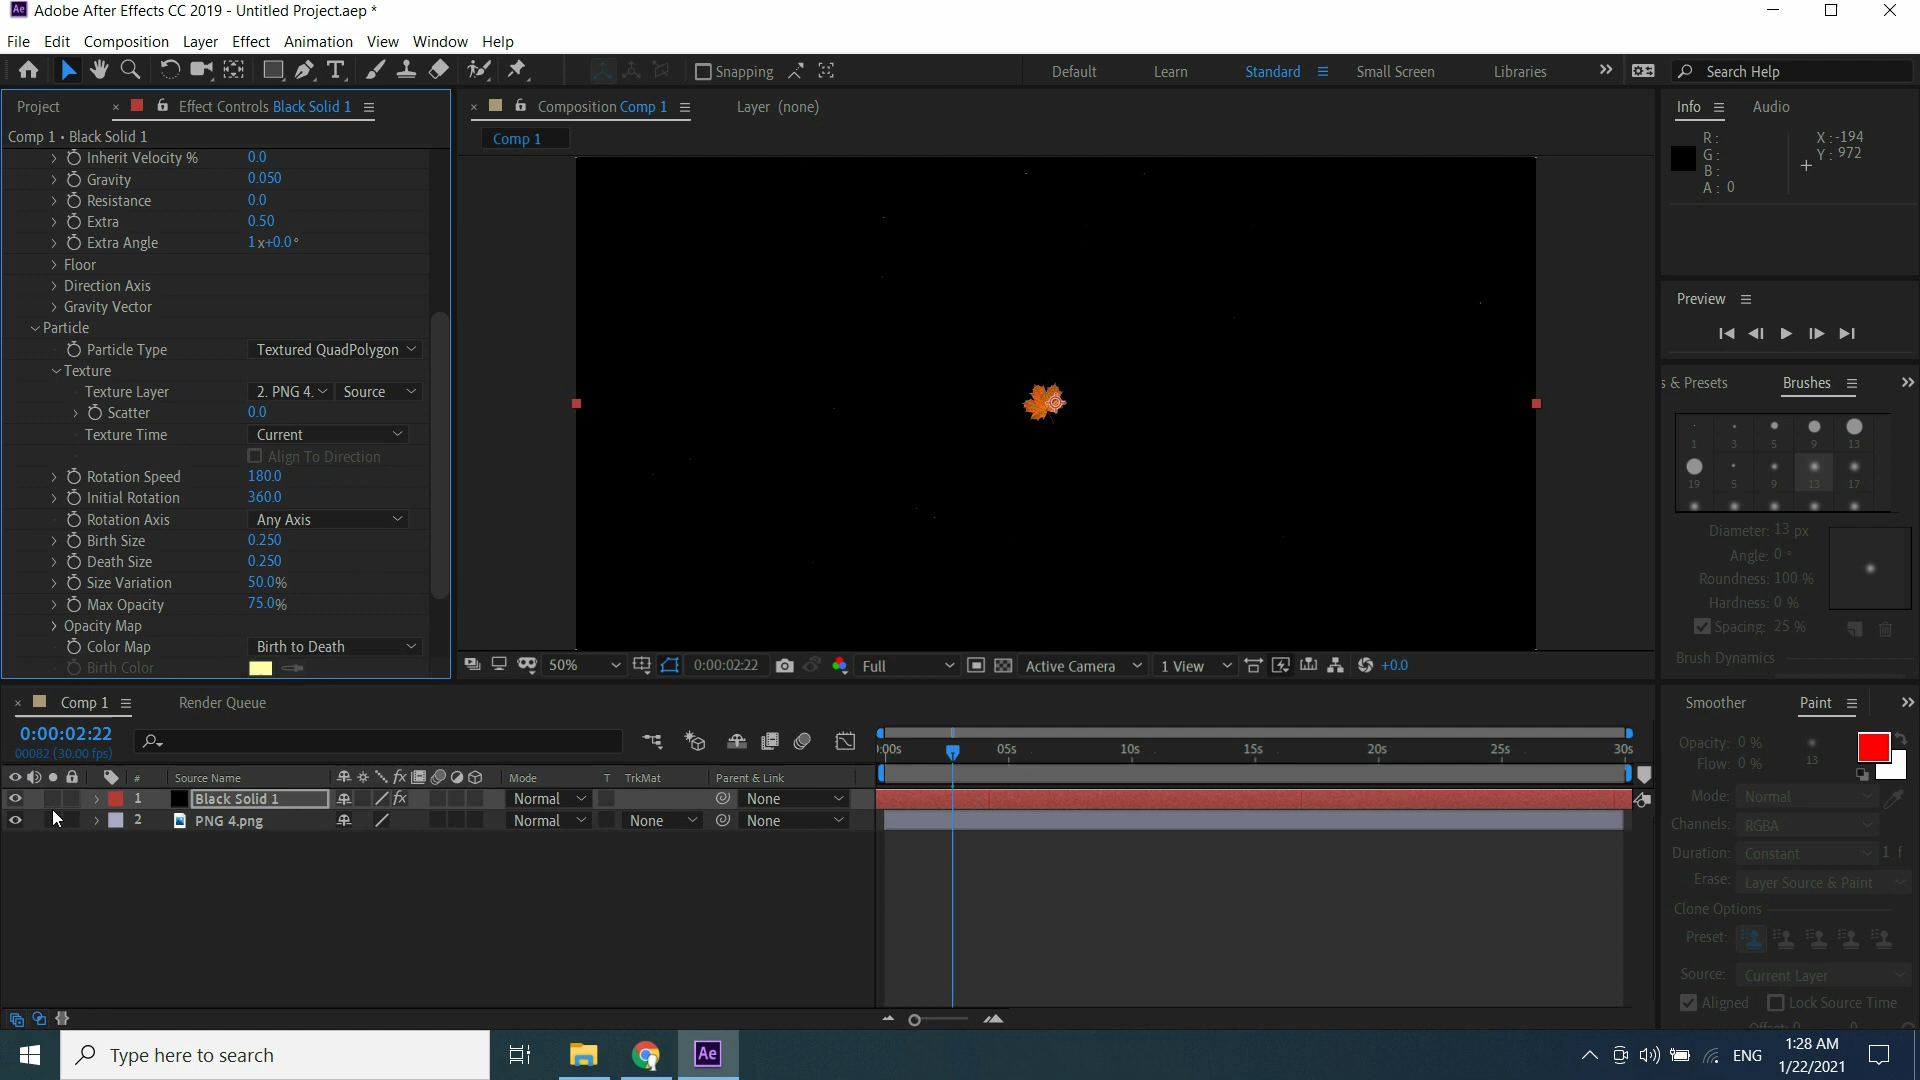 Adobe After Effects CC 2019 - Untitled Project.aep *
File Edit Composition Layer Effect Animation View Window Help
Snapping Default Learn Standard Small Screen Libraries Search Help
Project Effect Controls Black Solid 1 Composition Comp 1 Layer (none) Info Audio
Comp 1 • Black Solid 1
Comp 1
R :
G :
B :
A : 0
X : -194
Y : 972
Inherit Velocity % 0.0
Gravity 0.050
Resistance 0.0
Extra 0.50
Extra Angle 1x+0.0°
Floor
Direction Axis
Gravity Vector
Particle
Particle Type Textured QuadPolygon
Texture
Texture Layer 2. PNG 4. Source
Scatter 0.0
Texture Time Current
Align To Direction
Rotation Speed 180.0
Initial Rotation 360.0
Rotation Axis Any Axis
Birth Size 0.250
Death Size 0.250
Size Variation 50.0%
Max Opacity 75.0%
Opacity Map
Color Map Birth to Death
Birth Color
Preview
s & Presets Brushes
1 3 5 9 13
19 5 9 13 17
Diameter: 13 px
Angle: 0 °
Roundness: 100 %
Hardness: 0 %
Spacing: 25 %
Brush Dynamics
50% 0:00:02:22 Full Active Camera 1 View +0.0
Comp 1 Render Queue
0:00:02:22
00082 (30.00 fps)
# Source Name Mode T TrkMat Parent & Link
1 Black Solid 1 Normal None
2 PNG 4.png Normal None None
):00s 05s 10s 15s 20s 25s 30s
Smoother Paint
Opacity: 0 %
Flow: 0 %
13
Mode: Normal
Channels: RGBA
Duration: Constant 1 f
Erase: Layer Source & Paint
Clone Options
Preset:
Source: Current Layer
Aligned Lock Source Time
Type here to search
ENG
1:28 AM
1/22/2021